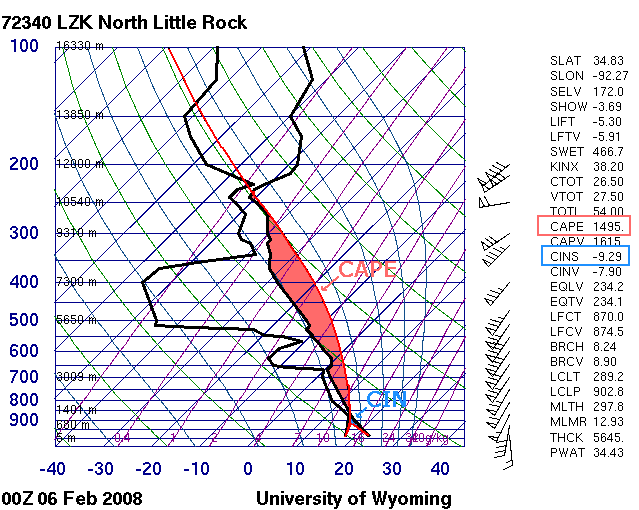 72340 LZK North Little Rock
100
16330 m
13850 m
200
12000 m
10540 m
300
9310 m
400
7300 m
500
5650 m
600
700
3009 m
800
900
1491 m
CAPE
CIN
0.4
1
2
4
7
10
16
24
g/kg
-40 -30 -20 -10 0 10 20 30 40
00Z 06 Feb 2008
University of Wyoming
SLAT 34.83
SLON -92.27
SELV 172.0
SHOW -3.69
LIFT -5.30
LFTV -5.91
SWET 466.7
KINX 38.20
CTOT 26.50
VTOT 27.50
TOTL 54.00
CAPE 1495.
CAPV 1615.
CINS -9.29
CINV -7.90
EQLV 234.2
EQTV 234.1
LFCT 870.0
LFCV 874.5
BRCH 8.24
BRCV 8.90
LCLT 289.2
LCLP 902.8
MLTH 297.8
MLMR 12.93
THCK 5645.
PWAT 34.43